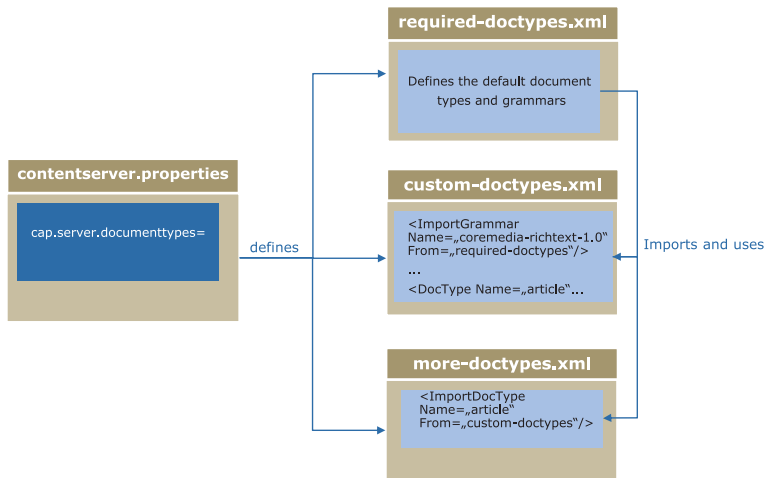 required-doctypes.xml
Defines the default document
types and grammars
contentserver.properties
cap.server.documenttypes=
defines
custom-doctypes.xml
<ImportGrammar
Name=„coremedia-richtext-1.0“
From=„required-doctypes“/>
...
<DocType Name=„article“...
Imports and uses
more-doctypes.xml
<ImportDocType
Name=„article“
From=„custom-doctypes“/>